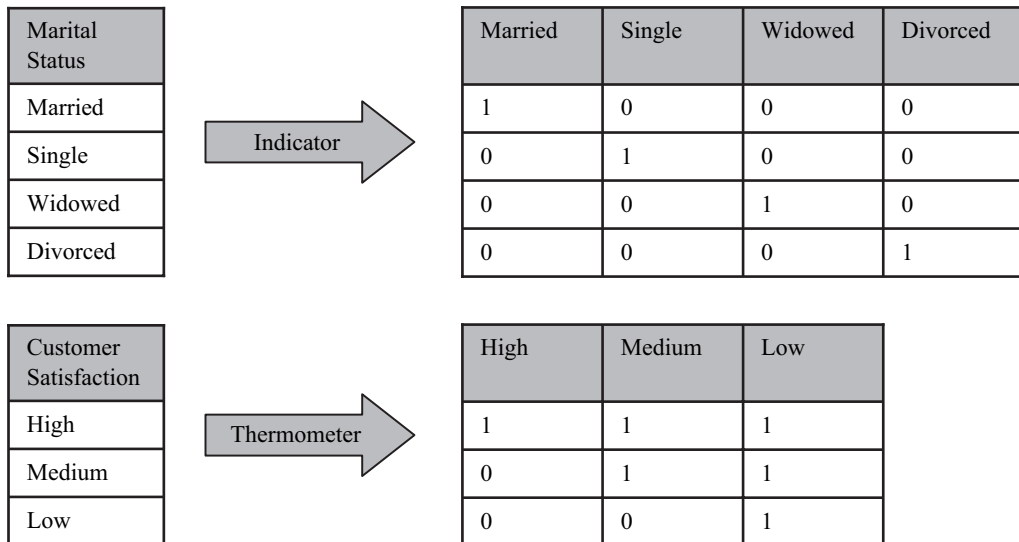 Marital
Status
Married
Single
Widowed
Divorced
Indicator
Married Single Widowed Divorced
1 0 0 0
0 1 0 0
0 0 1 0
0 0 0 1
Customer
Satisfaction
High
Medium
Low
Thermometer
High Medium Low
1 1 1
0 1 1
0 0 1